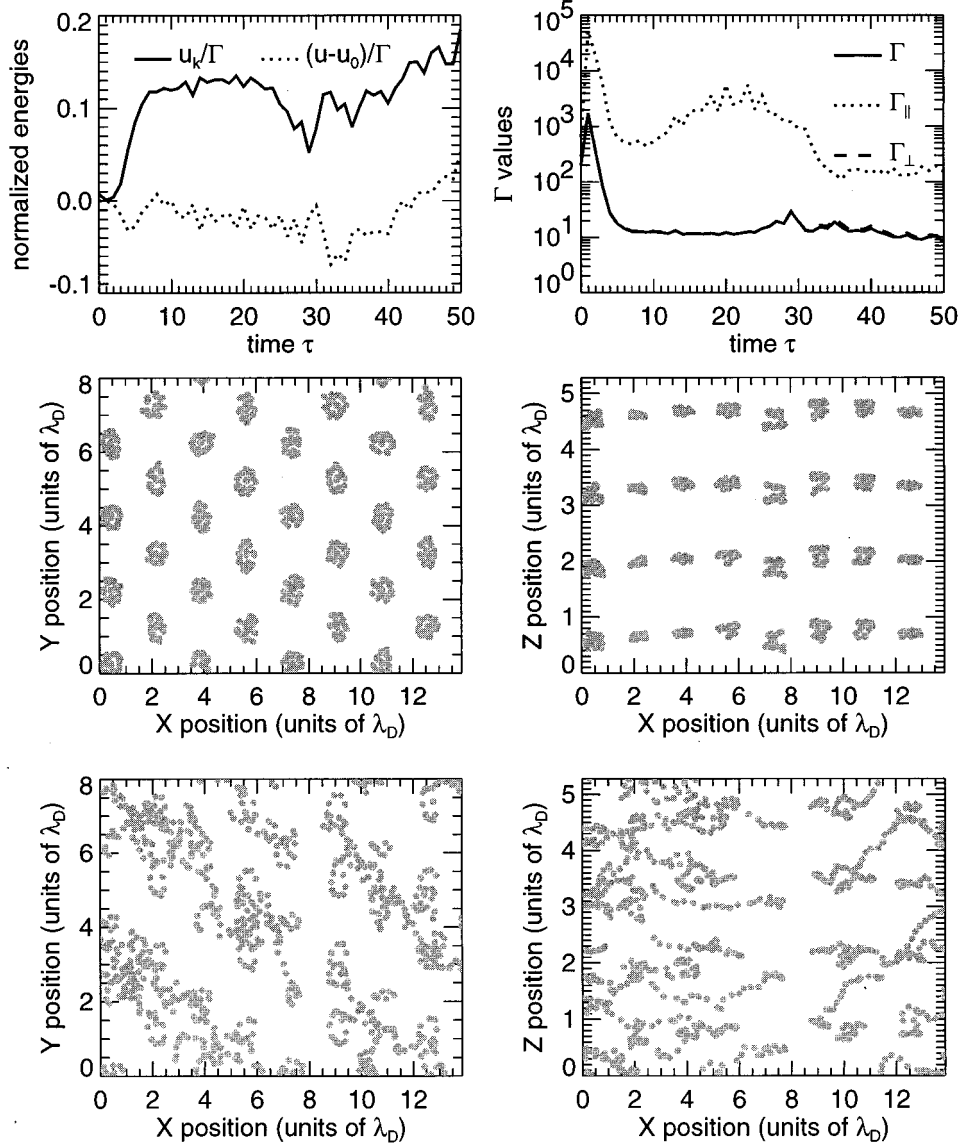 u_k/Γ (u-u_0)/Γ
normalized energies
0.2
0.1
0.0
-0.1
0 10 20 30 40 50
time τ
Γ
Γ_∥
Γ_⊥
Γ values
10^5
10^4
10^3
10^2
10^1
10^0
0 10 20 30 40 50
time τ
Y position (units of λ_D)
8
6
4
2
0
0 2 4 6 8 10 12
X position (units of λ_D)
Z position (units of λ_D)
5
4
3
2
1
0
0 2 4 6 8 10 12
X position (units of λ_D)
Y position (units of λ_D)
8
6
4
2
0
0 2 4 6 8 10 12
X position (units of λ_D)
Z position (units of λ_D)
5
4
3
2
1
0
0 2 4 6 8 10 12
X position (units of λ_D)